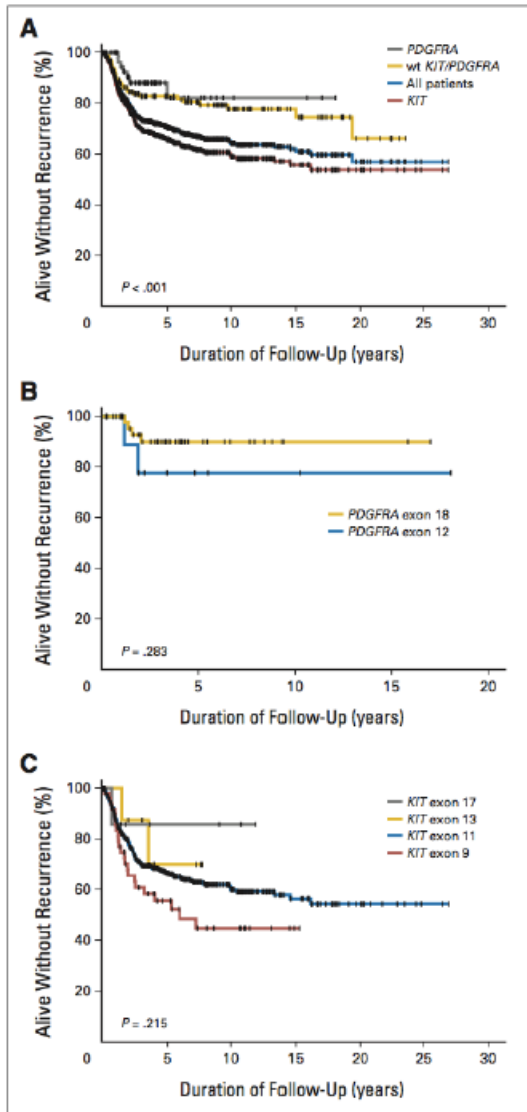 A
100
80
60
40
20
0
5
10
15
20
25
30
Alive Without Recurrence (%)
Duration of Follow-Up (years)
P < .001
PDGFRA
wt KIT/PDGFRA
All patients
KIT
B
100
80
60
40
20
0
5
10
15
20
Alive Without Recurrence (%)
Duration of Follow-Up (years)
P = .283
PDGFRA exon 18
PDGFRA exon 12
C
100
80
60
40
20
0
5
10
15
20
25
30
Alive Without Recurrence (%)
Duration of Follow-Up (years)
P = .215
KIT exon 17
KIT exon 13
KIT exon 11
KIT exon 9